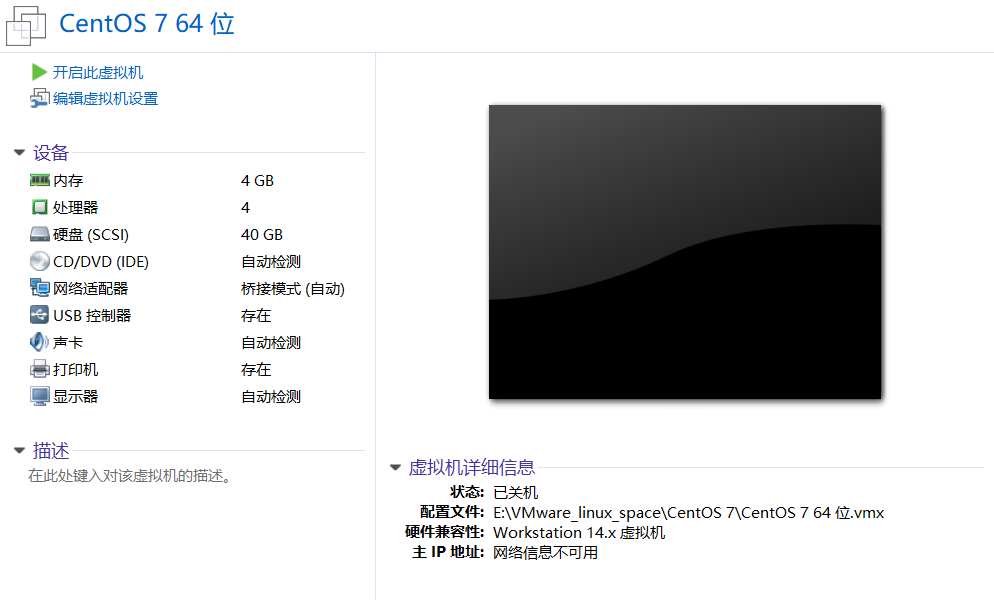 CentOS 7 64 位
开启此虚拟机
编辑虚拟机设置
设备
内存 4 GB
处理器 4
硬盘 (SCSI) 40 GB
CD/DVD (IDE) 自动检测
网络适配器 桥接模式 (自动)
USB 控制器 存在
声卡 自动检测
打印机 存在
显示器 自动检测
描述
在此处键入对该虚拟机的描述。
虚拟机详细信息
状态: 已关机
配置文件: E:\VMware_linux_space\CentOS 7\CentOS 7 64 位.vmx
硬件兼容性: Workstation 14.x 虚拟机
主 IP 地址: 网络信息不可用